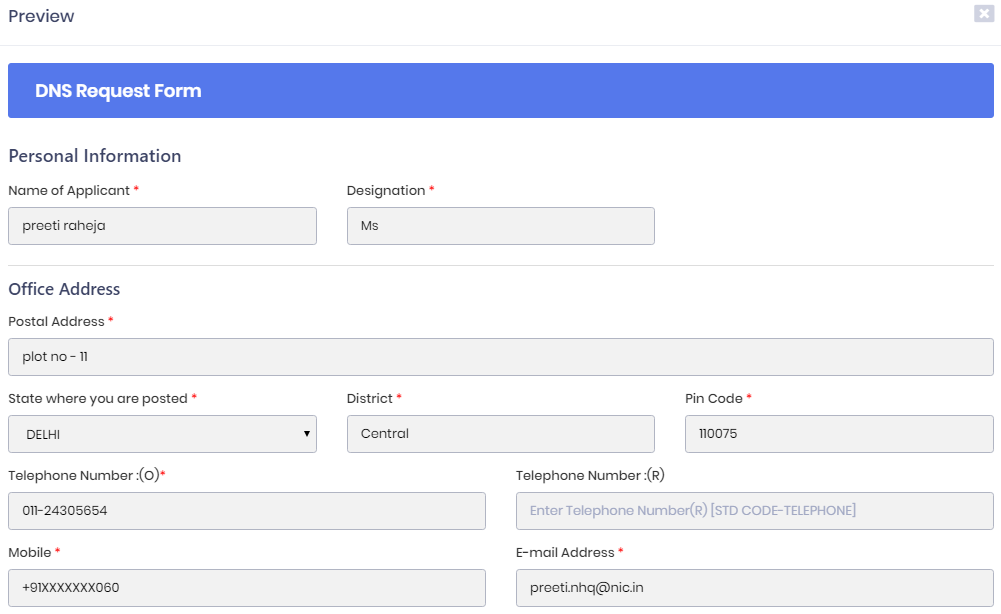 Preview
DNS Request Form
Personal Information
Name of Applicant * Designation *
preeti raheja Ms
Office Address
Postal Address *
plot no - 11
State where you are posted * District * Pin Code *
DELHI Central 110075
Telephone Number :(O)* Telephone Number :(R)
011-24305654 Enter Telephone Number(R) [STD CODE-TELEPHONE]
Mobile * E-mail Address *
+91XXXXXXX060 preeti.nhq@nic.in